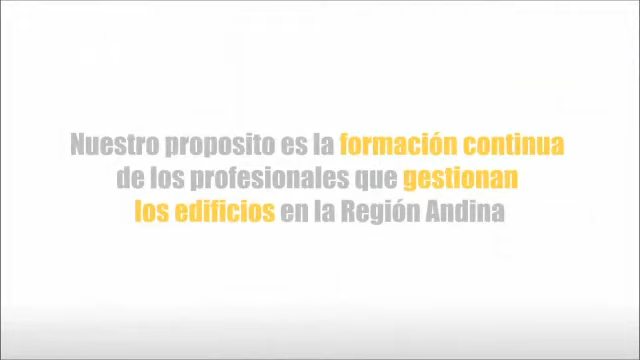 Nuestro proposito es la formación continua
de los profesionales que gestionan
los edificios en la Región Andina